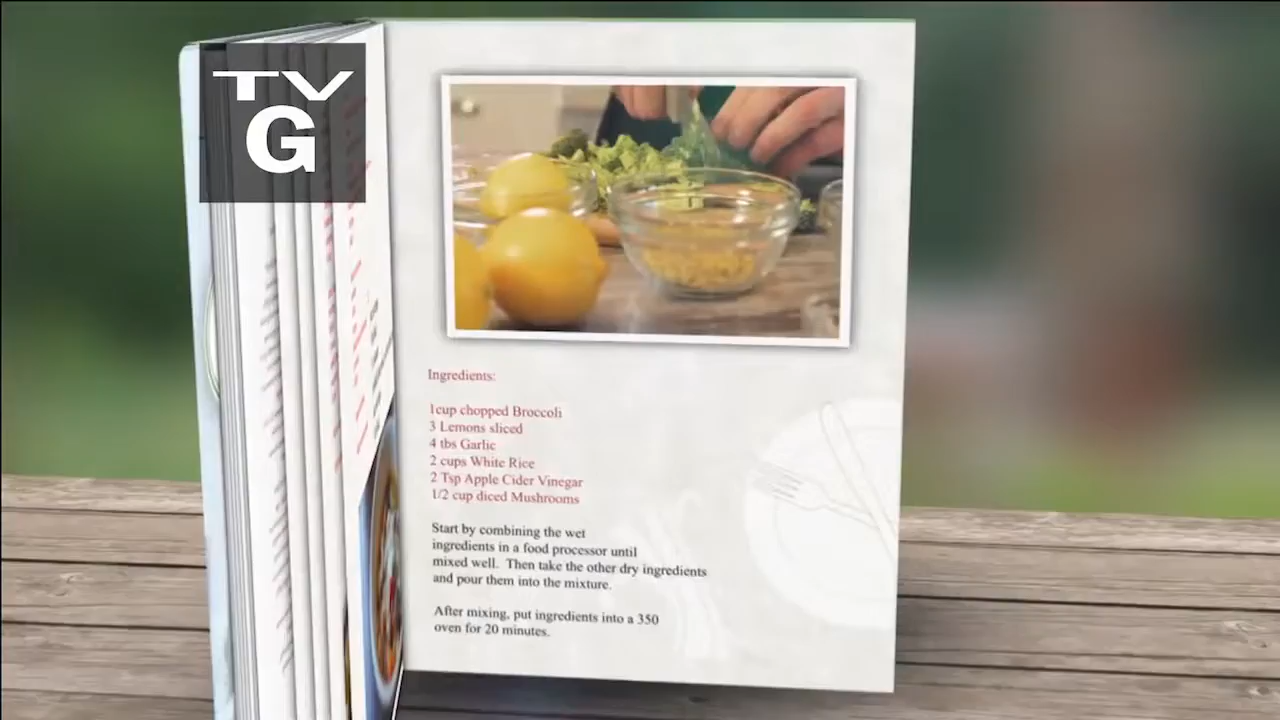 TV
G
Ingredients:
1cup chopped Broccoli
3 Lemons sliced
4 tbs Garlic
2 cups White Rice
2 Tsp Apple Cider Vinegar
1/2 cup diced Mushrooms
Start by combining the wet
ingredients in a food processor until
mixed well. Then take the other dry ingredients
and pour them into the mixture.
After mixing, put ingredients into a 350
oven for 20 minutes.